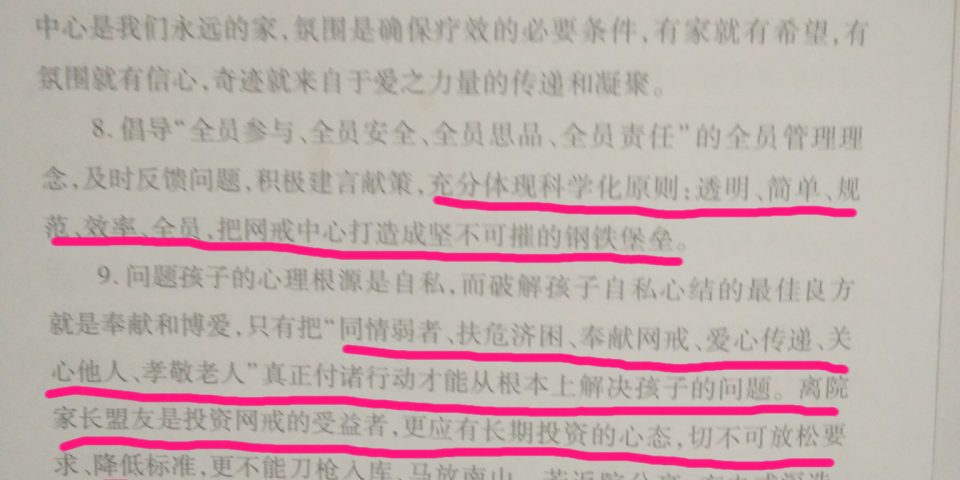 中心是我们永远的家,氛围是确保疗效的必要条件,有家就有希望,有
氛围就有信心,奇迹就来自于爱之力量的传递和凝聚。
8. 倡导“全员参与、全员安全、全员思品、全员责任”的全员管理理
念,及时反馈问题,积极建言献策,充分体现科学化原则:透明、简单、规
范、效率、全员,把网戒中心打造成坚不可摧的钢铁堡垒。
9. 问题孩子的心理根源是自私,而破解孩子自私心结的最佳良方
就是奉献和博爱,只有把“同情弱者、扶危济困、奉献网戒、爱心传递、关
心他人、孝敬老人”真正付诸行动才能从根本上解决孩子的问题。离院
家长盟友是投资网戒的受益者,更应有长期投资的心态,切不可放松要
求、降低标准,更不能刀枪入库、马放南山